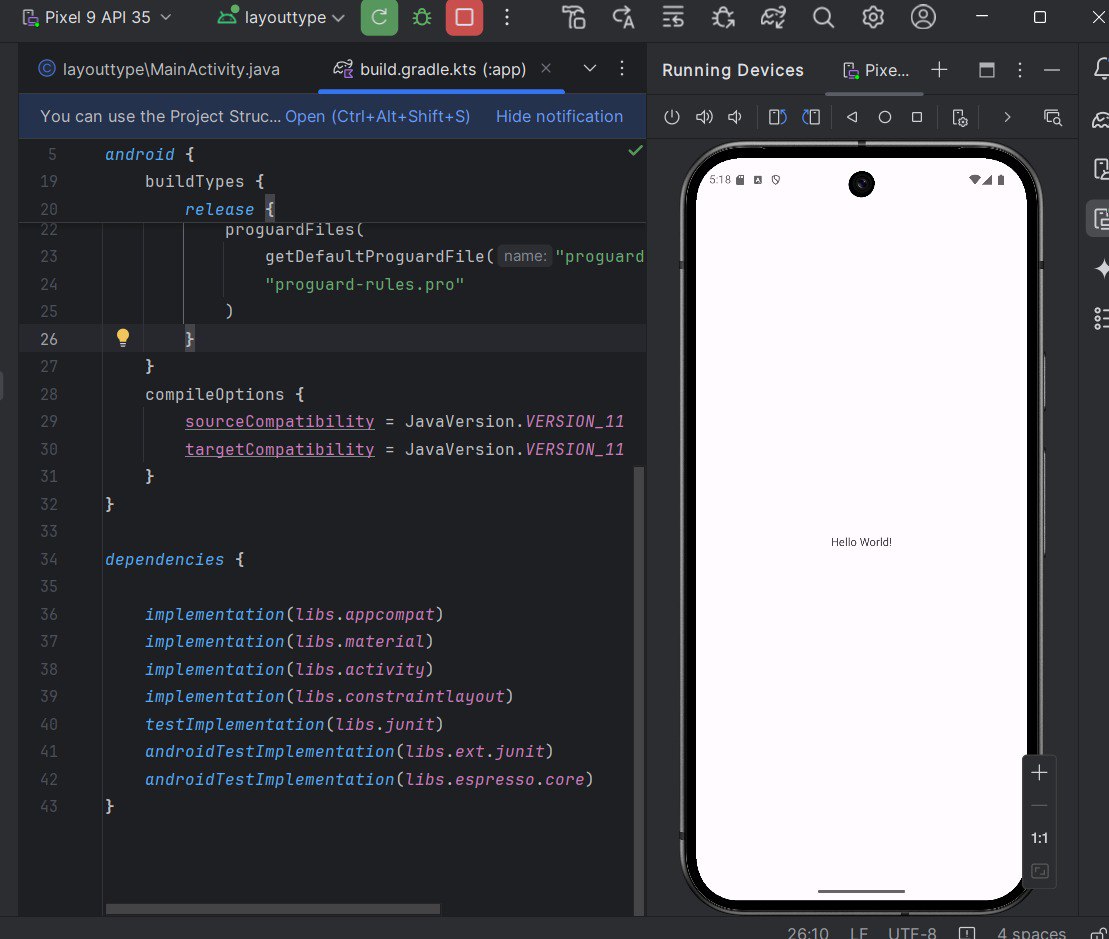 Pixel 9 API 35
layouttype
layouttype\MainActivity.java
build.gradle.kts (:app)
Running Devices
Pixe...
You can use the Project Struc... Open (Ctrl+Alt+Shift+S) Hide notification
5 android {
19 buildTypes {
20 release {
22 proguardFiles(
23 getDefaultProguardFile( name: "proguard
24 "proguard-rules.pro"
25 )
26 }
27 }
28 compileOptions {
29 sourceCompatibility = JavaVersion.VERSION_11
30 targetCompatibility = JavaVersion.VERSION_11
31 }
32 }
33
34 dependencies {
35
36 implementation(libs.appcompat)
37 implementation(libs.material)
38 implementation(libs.activity)
39 implementation(libs.constraintlayout)
40 testImplementation(libs.junit)
41 androidTestImplementation(libs.ext.junit)
42 androidTestImplementation(libs.espresso.core)
43 }
5:18
Hello World!
1:1
26:10 LF UTF-8 4 spaces